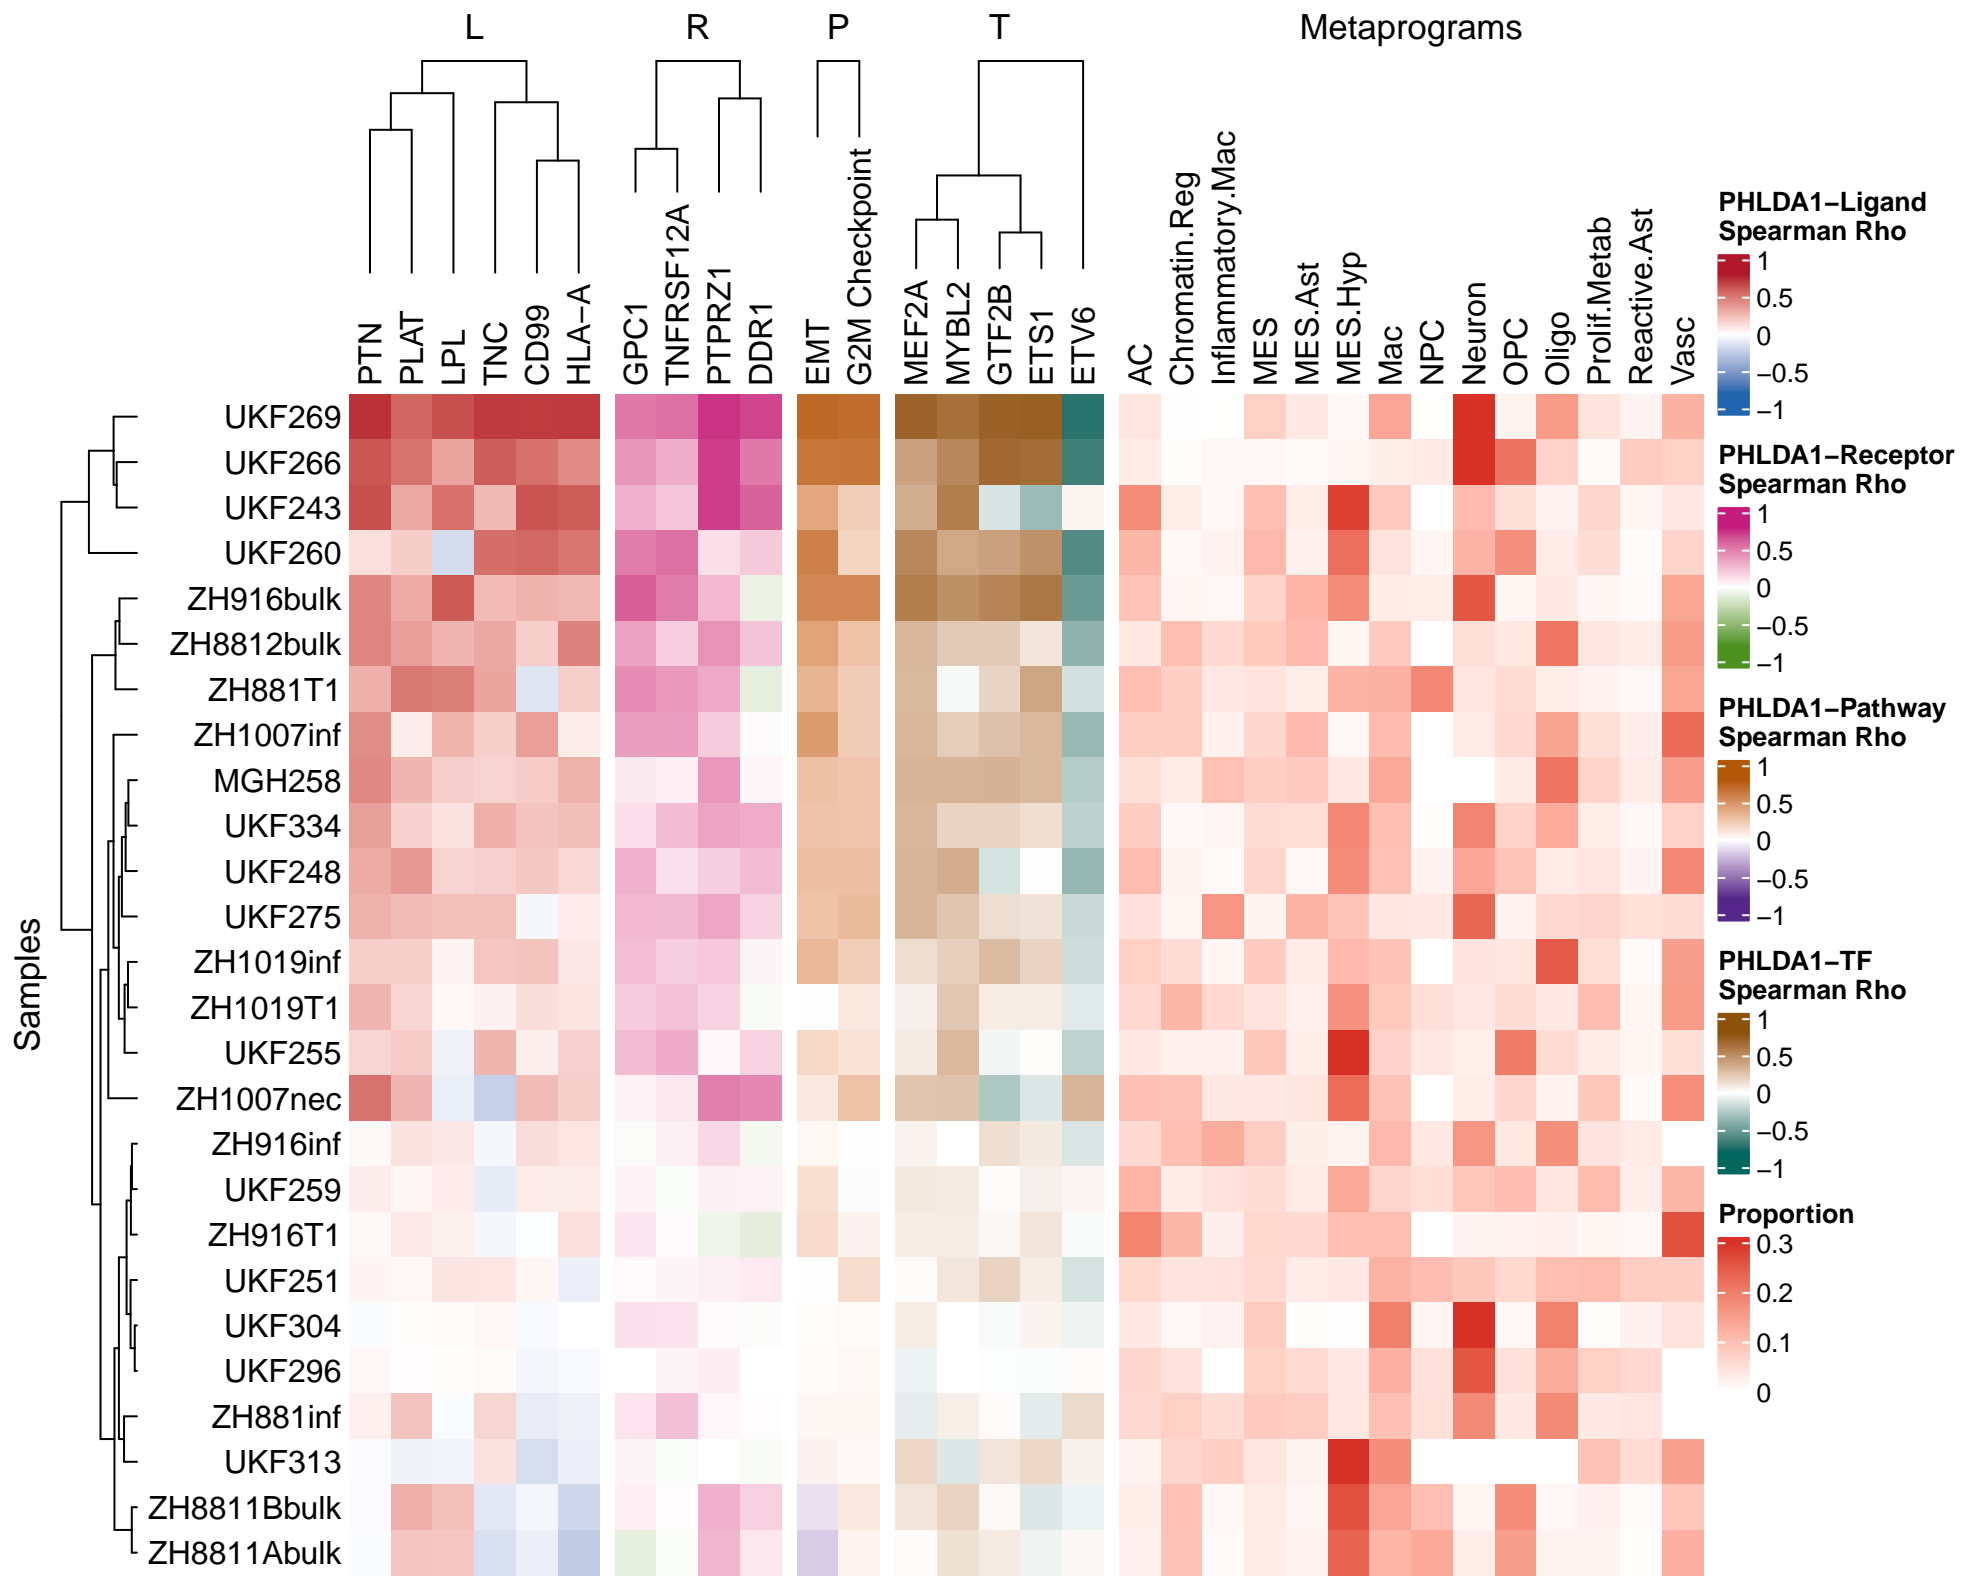 L
R
P
T
Metaprograms
PTN
PLAT
LPL
TNC
CD99
HLA−A
GPC1
TNFRSF12A
PTPRZ1
DDR1
EMT
G2M Checkpoint
MEF2A
MYBL2
GTF2B
ETS1
ETV6
AC
Chromatin.Reg
Inflammatory.Mac
MES
MES.Ast
MES.Hyp
Mac
NPC
Neuron
OPC
Oligo
Prolif.Metab
Reactive.Ast
Vasc
Samples
UKF269
UKF266
UKF243
UKF260
ZH916bulk
ZH8812bulk
ZH881T1
ZH1007inf
MGH258
UKF334
UKF248
UKF275
ZH1019inf
ZH1019T1
UKF255
ZH1007nec
ZH916inf
UKF259
ZH916T1
UKF251
UKF304
UKF296
ZH881inf
UKF313
ZH8811Bbulk
ZH8811Abulk
PHLDA1−Ligand
Spearman Rho
1
0.5
0
−0.5
−1
PHLDA1−Receptor
Spearman Rho
1
0.5
0
−0.5
−1
PHLDA1−Pathway
Spearman Rho
1
0.5
0
−0.5
−1
PHLDA1−TF
Spearman Rho
1
0.5
0
−0.5
−1
Proportion
0.3
0.2
0.1
0